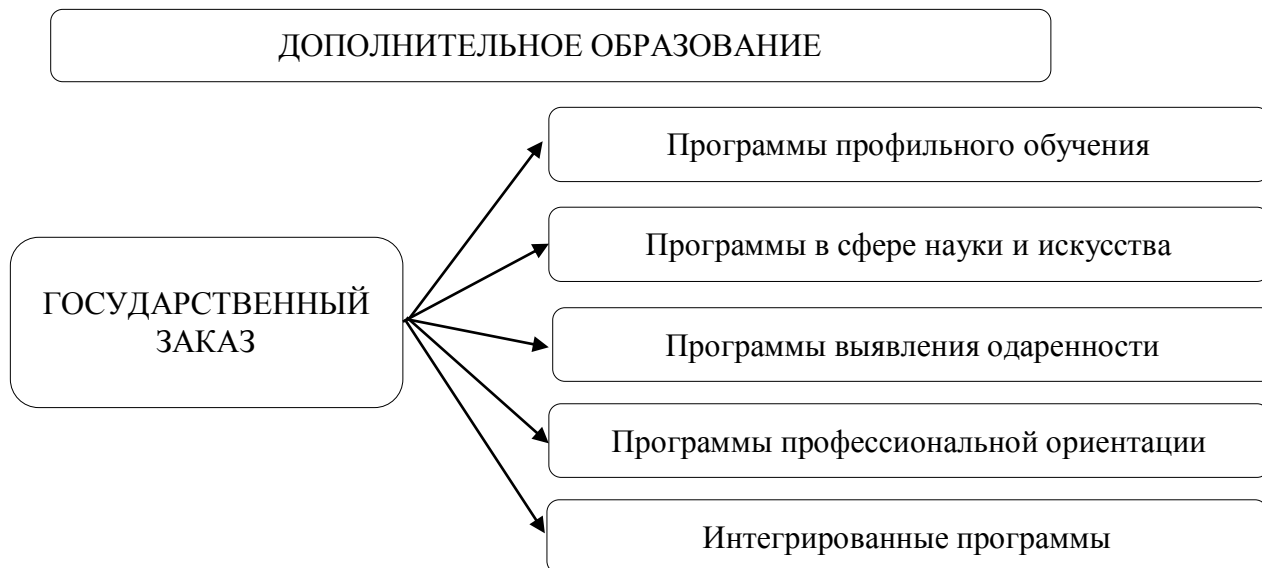 ДОПОЛНИТЕЛЬНОЕ ОБРАЗОВАНИЕ
Программы профильного обучения
Программы в сфере науки и искусства
ГОСУДАРСТВЕННЫЙ
ЗАКАЗ
Программы выявления одаренности
Программы профессиональной ориентации
Интегрированные программы